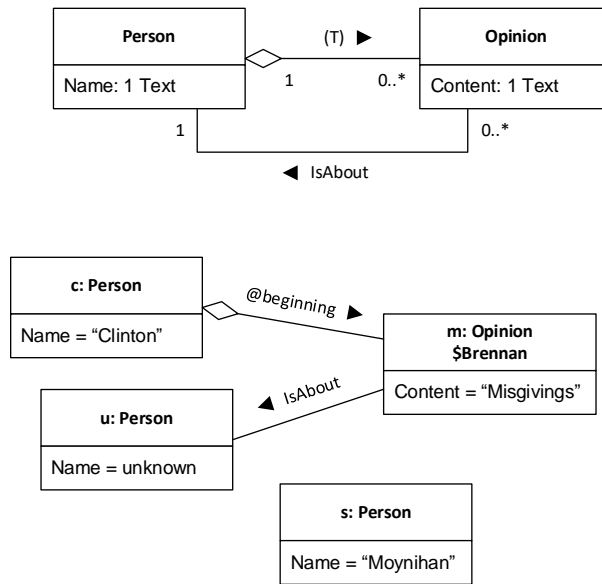 Person
(T) ►
Opinion
Name: 1 Text
1
0..*
Content: 1 Text
1
0..*
◄ IsAbout
c: Person
@beginning ►
Name = “Clinton”
m: Opinion
$Brennan
◄ IsAbout
Content = “Misgivings”
u: Person
Name = unknown
s: Person
Name = “Moynihan”